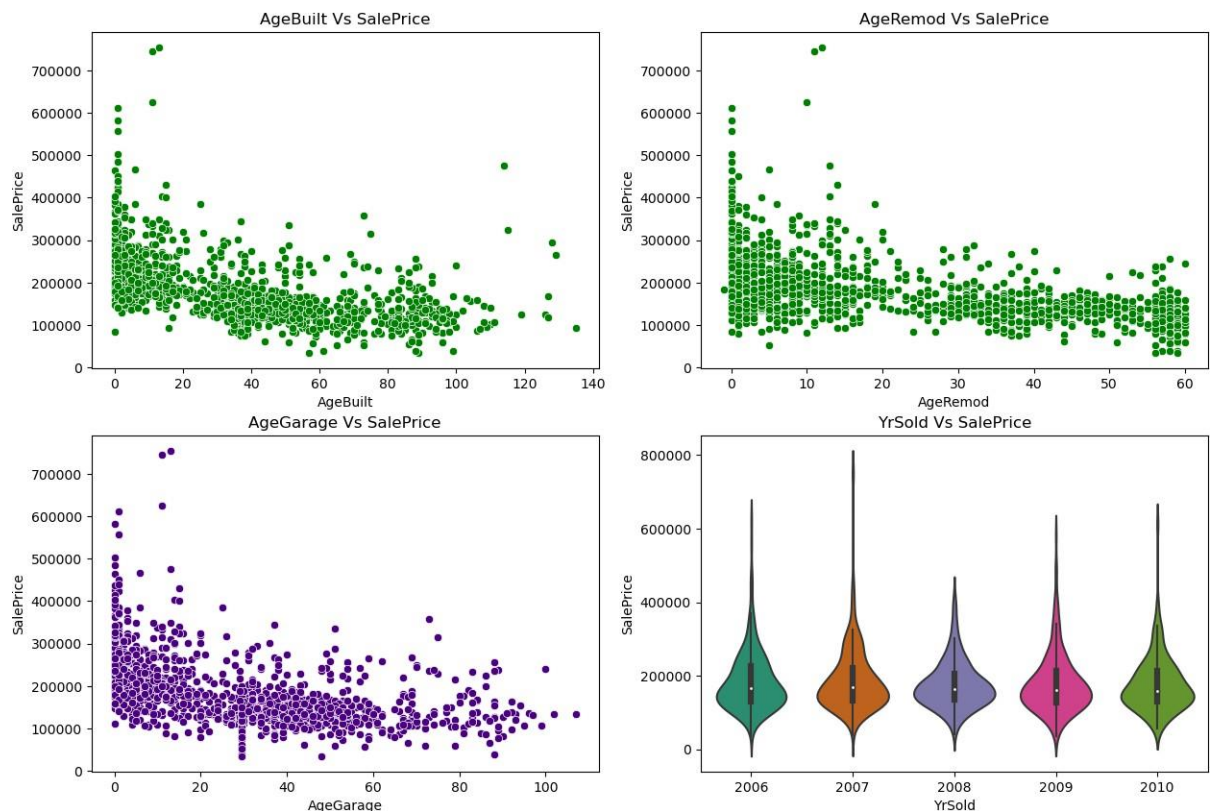 AgeBuilt Vs SalePrice
700000
600000
500000
400000
300000
200000
100000
0
SalePrice
0 20 40 60 80 100 120 140
AgeBuilt
AgeRemod Vs SalePrice
700000
600000
500000
400000
300000
200000
100000
0
SalePrice
0 10 20 30 40 50 60
AgeRemod
AgeGarage Vs SalePrice
700000
600000
500000
400000
300000
200000
100000
0
SalePrice
0 20 40 60 80 100
AgeGarage
YrSold Vs SalePrice
800000
600000
400000
200000
0
SalePrice
2006 2007 2008 2009 2010
YrSold